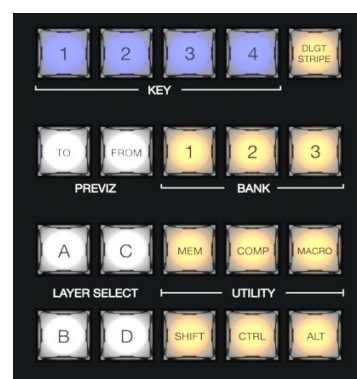 1 2 3 4 DLGT
STRIPE
KEY
TO FROM 1 2 3
PREVIZ BANK
A C MEM COMP MACRO
LAYER SELECT UTILITY
B D SHIFT CTRL ALT